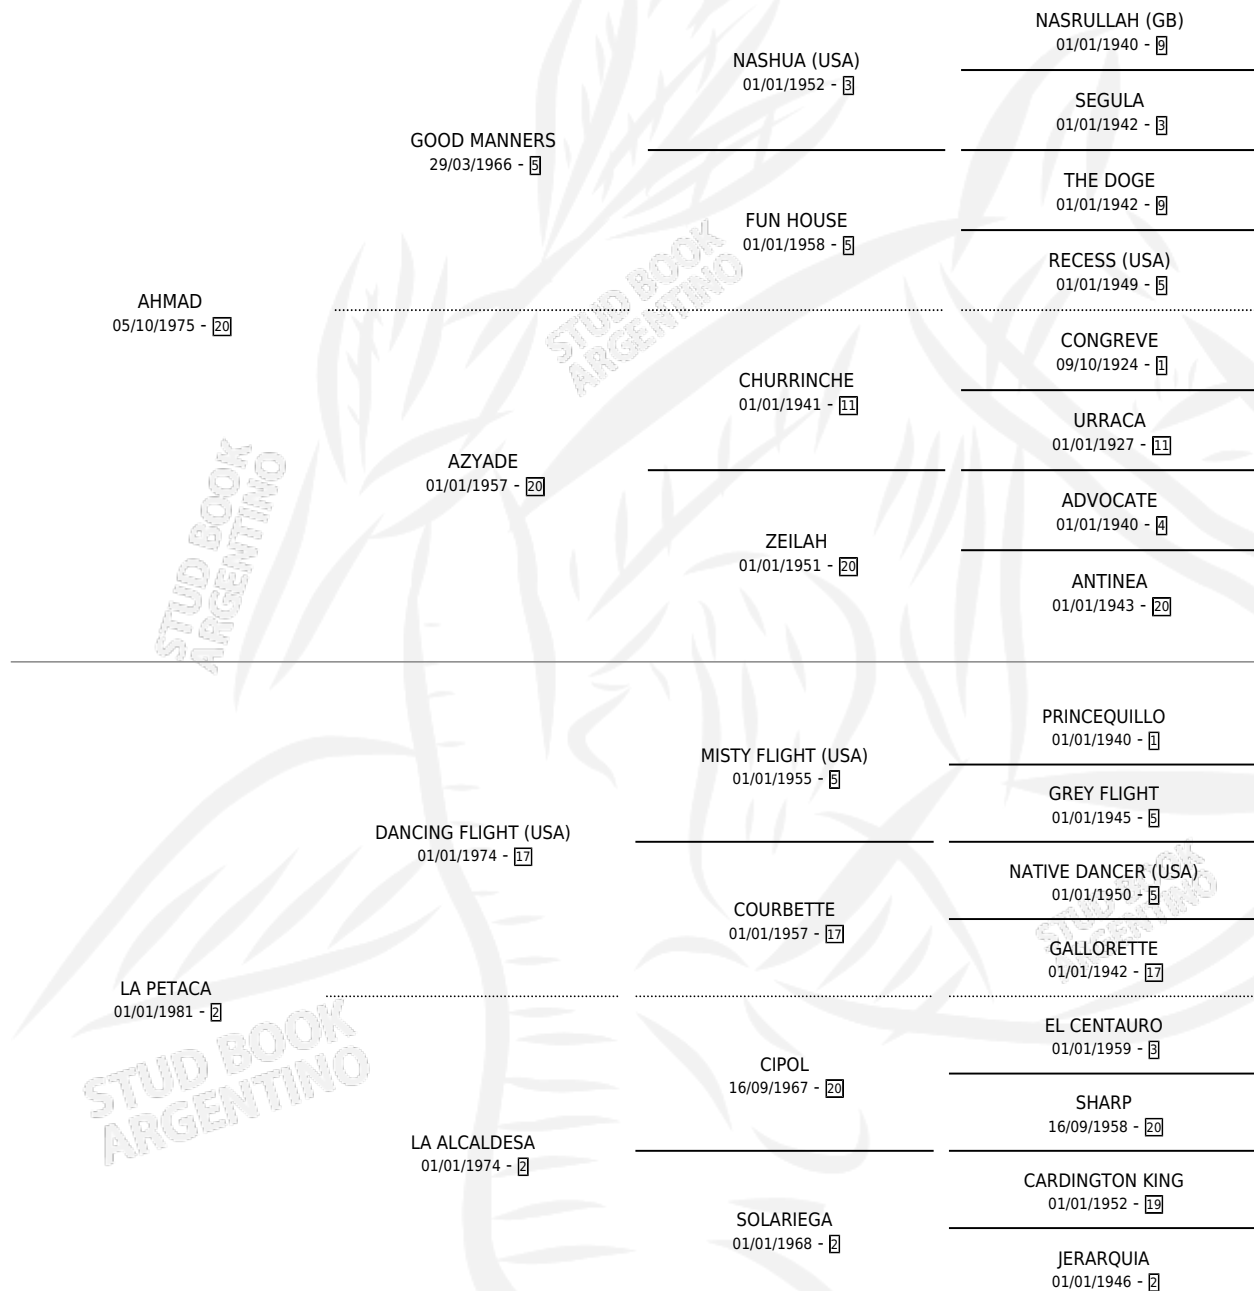 AHMAD
05/10/1975 - 20
GOOD MANNERS
29/03/1966 - 5
NASHUA (USA)
01/01/1952 - 3
NASRULLAH (GB)
01/01/1940 - 9
SEGULA
01/01/1942 - 3
FUN HOUSE
01/01/1958 - 5
THE DOGE
01/01/1942 - 9
RECESS (USA)
01/01/1949 - 5
AZYADE
01/01/1957 - 20
CHURRINCHE
01/01/1941 - 11
CONGREVE
09/10/1924 - 1
URRACA
01/01/1927 - 11
ZEILAH
01/01/1951 - 20
ADVOCATE
01/01/1940 - 4
ANTINEA
01/01/1943 - 20
LA PETACA
01/01/1981 - 2
DANCING FLIGHT (USA)
01/01/1974 - 17
MISTY FLIGHT (USA)
01/01/1955 - 5
PRINCEQUILLO
01/01/1940 - 1
GREY FLIGHT
01/01/1945 - 5
COURBETTE
01/01/1957 - 17
NATIVE DANCER (USA)
01/01/1950 - 5
GALLORETTE
01/01/1942 - 17
LA ALCALDESA
01/01/1974 - 2
CIPOL
16/09/1967 - 20
EL CENTAURO
01/01/1959 - 3
SHARP
16/09/1958 - 20
SOLARIEGA
01/01/1968 - 2
CARDINGTON KING
01/01/1952 - 19
JERARQUIA
01/01/1946 - 2
STUD BOOK
ARGENTINO
STUD BOOK
ARGENTINO
STUD BOOK
ARGENTINO
STUD BOOK
ARGENTINO